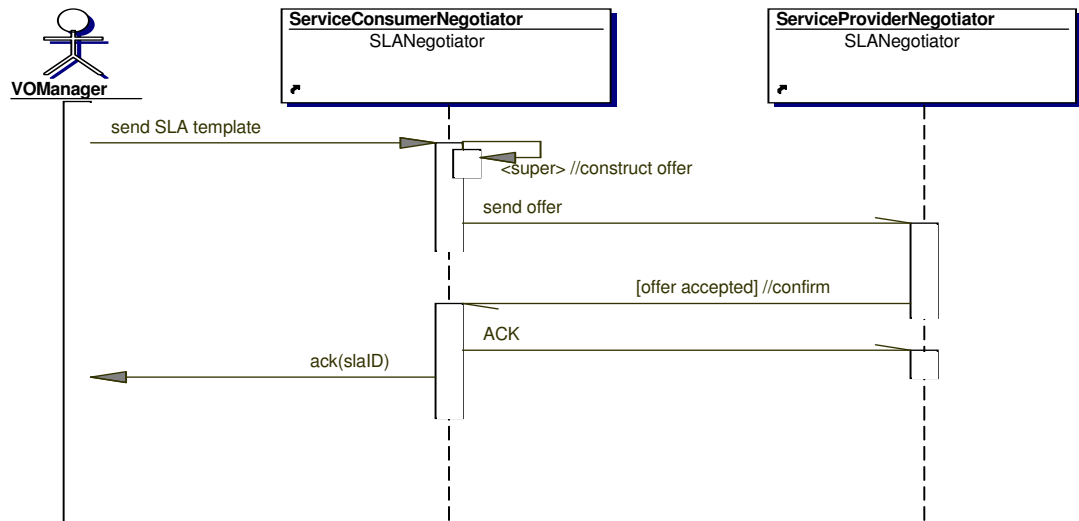 VOManager
ServiceConsumerNegotiator
SLANegotiator
ServiceProviderNegotiator
SLANegotiator
send SLA template
<super> //construct offer
send offer
[offer accepted] //confirm
ACK
ack(slaID)